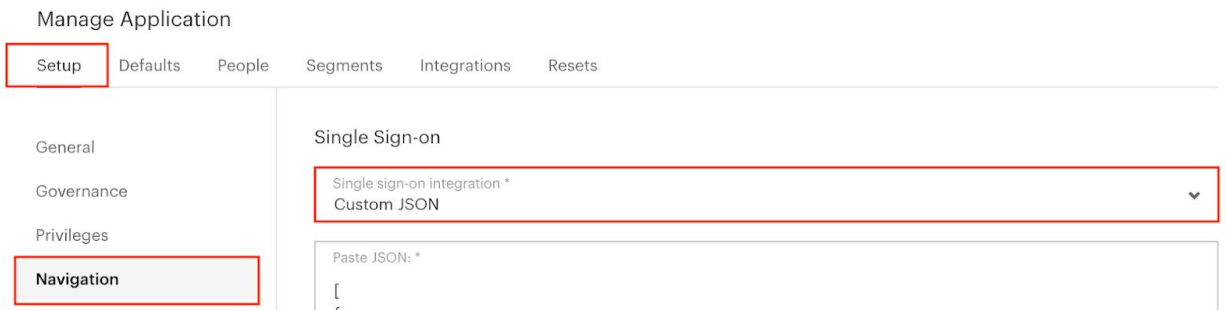 Manage Application
Setup Defaults People Segments Integrations Resets
General
Governance
Privileges
Navigation
Single Sign-on
Single sign-on integration *
Custom JSON
Paste JSON: *
[